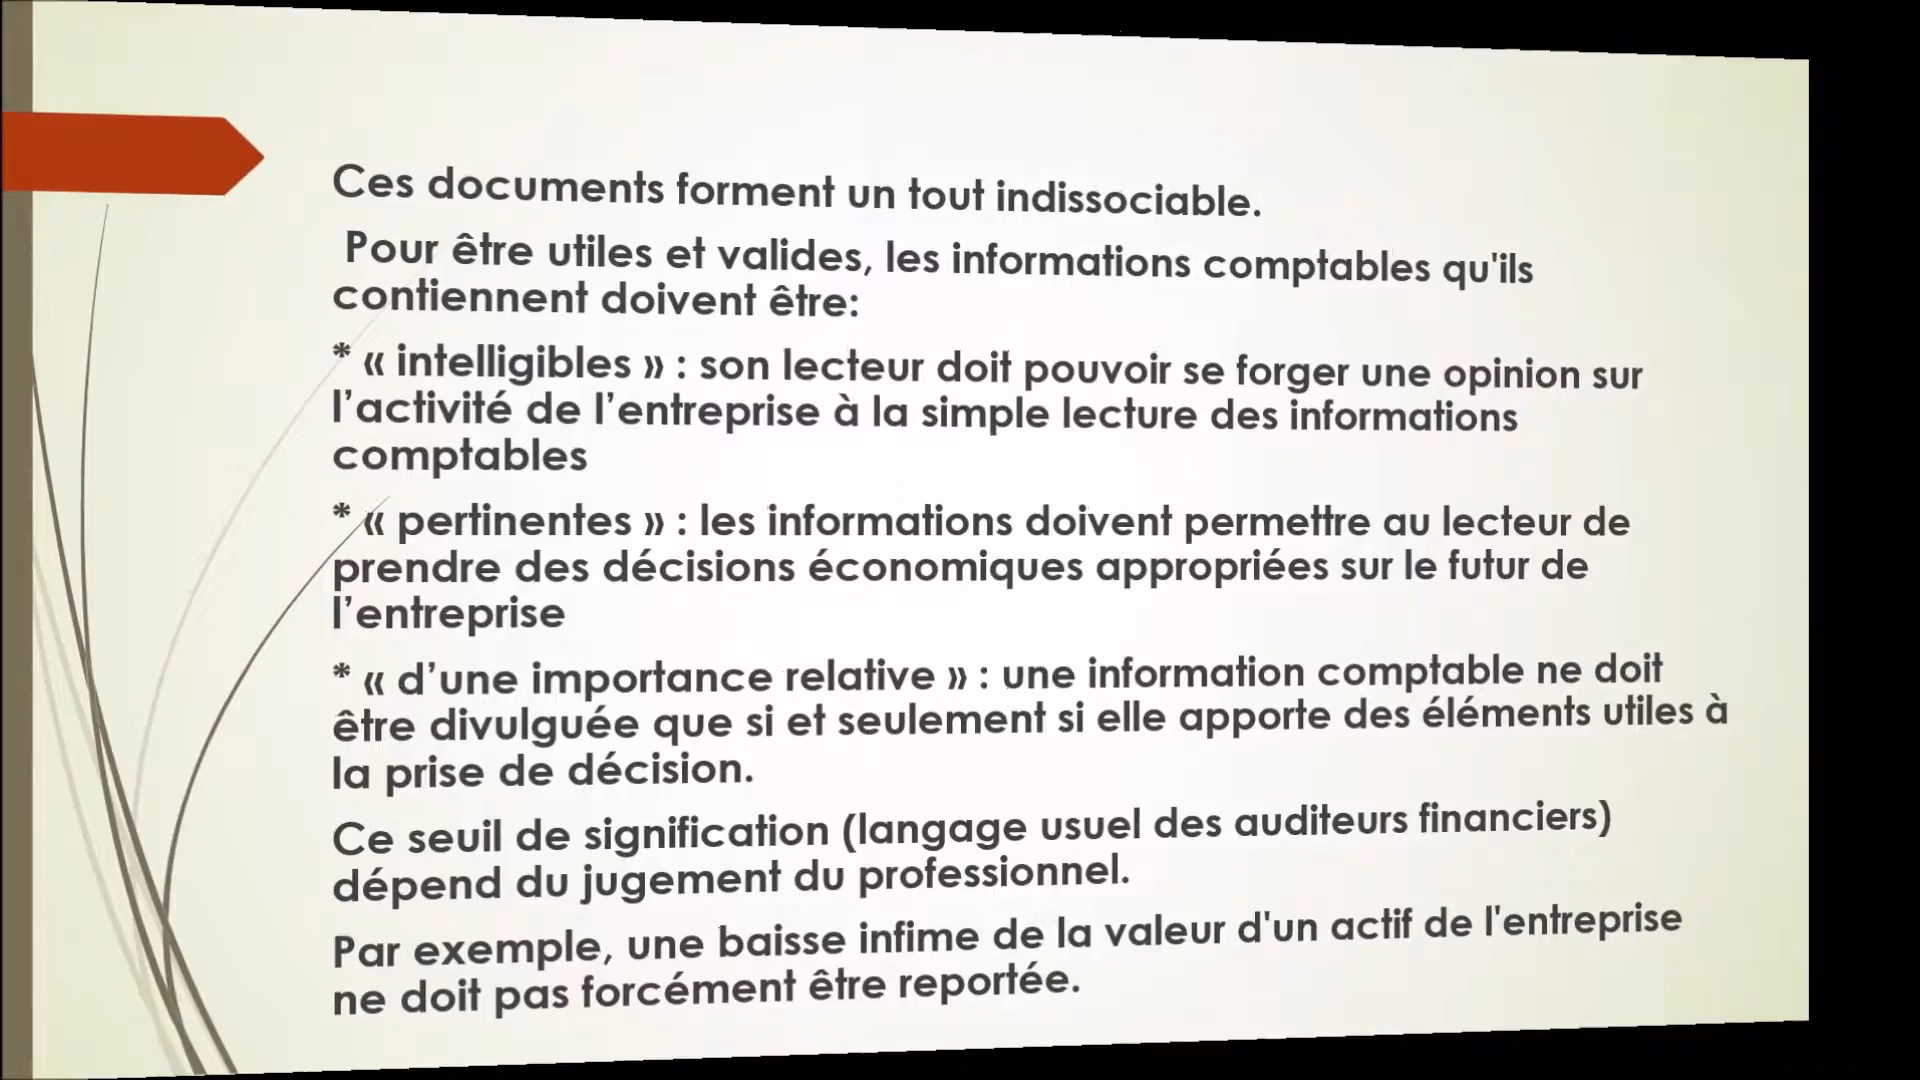 Ces documents forment un tout indissociable.
Pour être utiles et valides, les informations comptables qu'ils
contiennent doivent être:
* « intelligibles » : son lecteur doit pouvoir se forger une opinion sur
l’activité de l’entreprise à la simple lecture des informations
comptables
* « pertinentes » : les informations doivent permettre au lecteur de
prendre des décisions économiques appropriées sur le futur de
l’entreprise
* « d’une importance relative » : une information comptable ne doit
être divulguée que si et seulement si elle apporte des éléments utiles à
la prise de décision.
Ce seuil de signification (langage usuel des auditeurs financiers)
dépend du jugement du professionnel.
Par exemple, une baisse infime de la valeur d'un actif de l'entreprise
ne doit pas forcément être reportée.